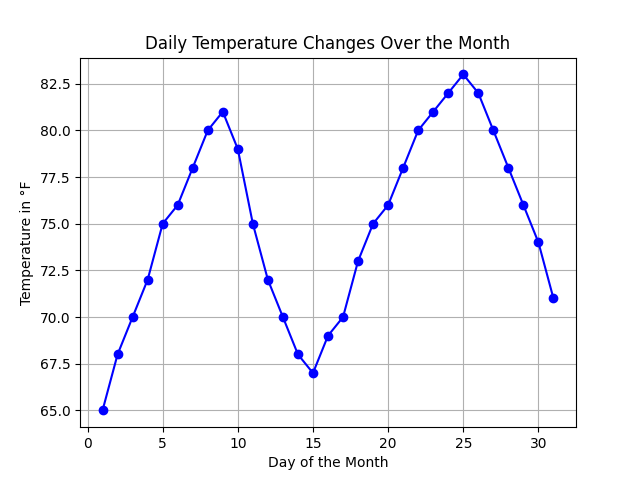 Daily Temperature Changes Over the Month
Temperature in °F
82.5
80.0
77.5
75.0
72.5
70.0
67.5
65.0
0 5 10 15 20 25 30
Day of the Month